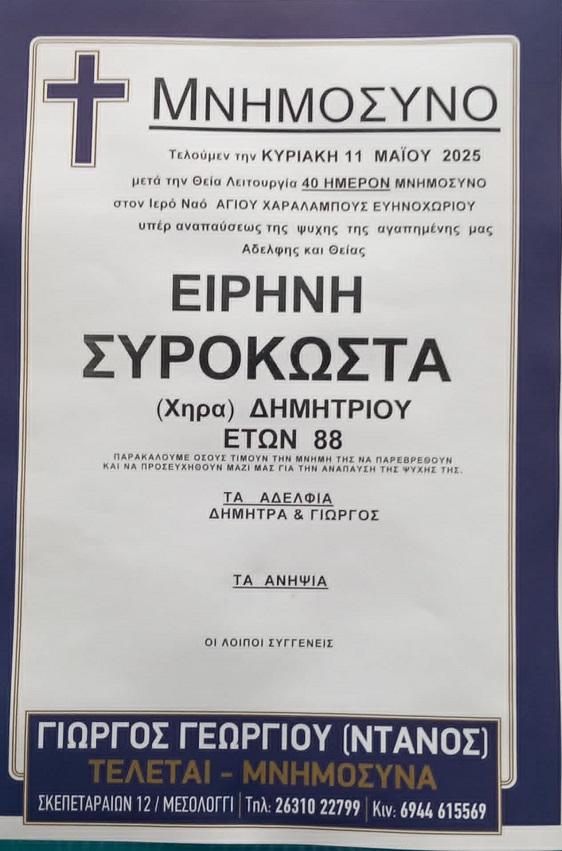 ΜΝΗΜΟΣΥΝΟ
Τελούμεν την ΚΥΡΙΑΚΗ 11 ΜΑΪΟΥ 2025
μετά την Θεία Λειτουργία 40 ΗΜΕΡΟΝ ΜΝΗΜΟΣΥΝΟ
στον Ιερό Ναό ΑΓΙΟΥ ΧΑΡΑΛΑΜΠΟΥΣ ΕΥΗΝΟΧΩΡΙΟΥ
υπέρ αναπαύσεως της ψυχης της αγαπημένης μας
Αδελφης και Θείας
ΕΙΡΗΝΗ
ΣΥΡΟΚΩΣΤΑ
(Χηρα) ΔΗΜΗΤΡΙΟΥ
ΕΤΩΝ 88
ΠΑΡΑΚΑΛΟΥΜΕ ΟΣΟΥΣ ΤΙΜΟΥΝ ΤΗΝ ΜΝΗΜΗ ΤΗΣ ΝΑ ΠΑΡΕΒΡΕΘΟΥΝ
ΚΑΙ ΝΑ ΠΡΟΣΕΥΧΗΘΟΥΝ ΜΑΖΙ ΜΑΣ ΓΙΑ ΤΗΝ ΑΝΑΠΑΥΣΗ ΤΗΣ ΨΥΧΗΣ ΤΗΣ.
ΤΑ ΑΔΕΛΦΙΑ
ΔΗΜΗΤΡΑ & ΓΙΩΡΓΟΣ
ΤΑ ΑΝΗΨΙΑ
ΟΙ ΛΟΙΠΟΙ ΣΥΓΓΕΝΕΙΣ
ΓΙΩΡΓΟΣ ΓΕΩΡΓΙΟΥ (ΝΤΑΝΟΣ)
ΤΕΛΕΤΑΙ - ΜΝΗΜΟΣΥΝΑ
ΣΚΕΠΕΤΑΡΑΙΩΝ 12 / ΜΕΣΟΛΟΓΓΙ | Τηλ: 26310 22799 | Κιν: 6944 615569